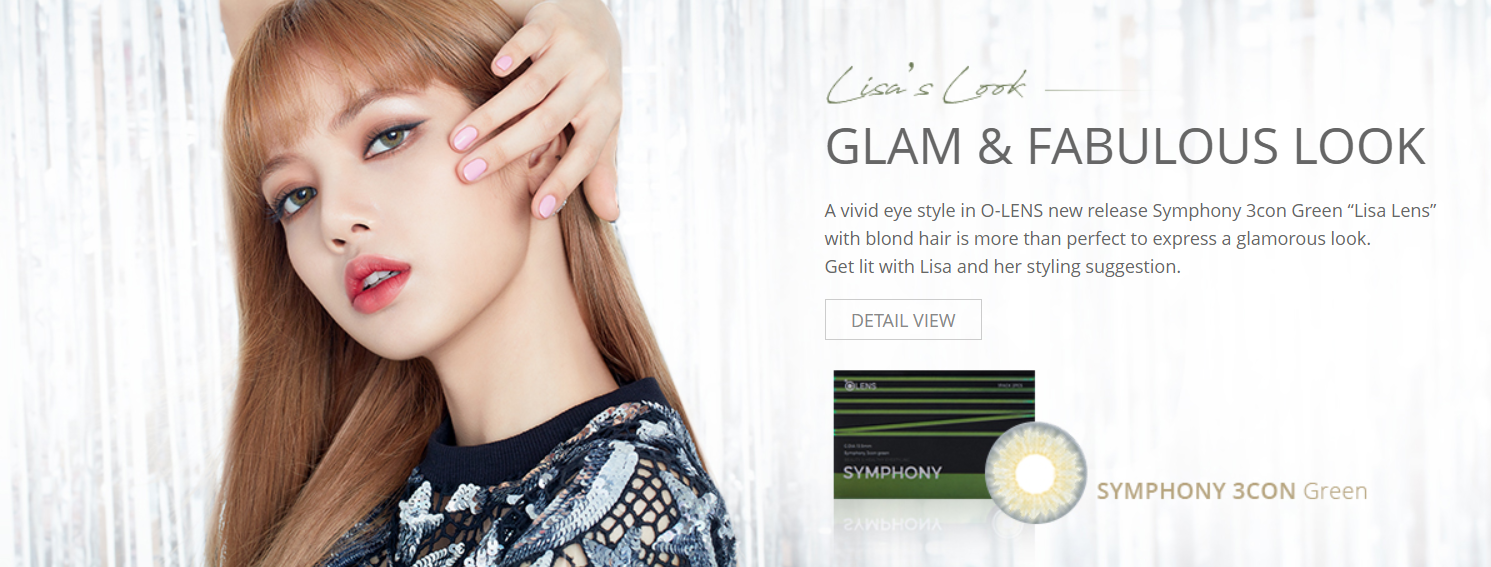 Lisa's Look
GLAM & FABULOUS LOOK
A vivid eye style in O-LENS new release Symphony 3con Green “Lisa Lens”
with blond hair is more than perfect to express a glamorous look.
Get lit with Lisa and her styling suggestion.
DETAIL VIEW
OLENS
SYMPHONY
SYMPHONY 3CON Green